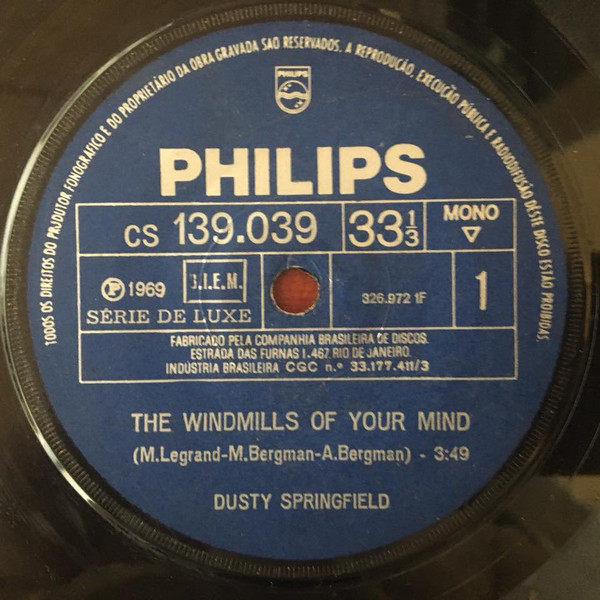 TODOS OS DIREITOS DO PRODUTOR FONOGRAFICO E DO PROPRIETÁRIO DA OBRA GRAVADA SAO RESERVADOS. A REPRODUÇÃO, EXECUÇÃO PÚBLICA E RADIODIFUSÃO DÊSTE DISCO ESTÃO PROIBIDAS.
PHILIPS
PHILIPS
CS 139.039 33⅓ MONO
℗ 1969 B.I.E.M. 326.972 1F 1
SÉRIE DE LUXE
FABRICADO PELA COMPANHIA BRASILEIRA DE DISCOS.
ESTRADA DAS FURNAS 1.467, RIO DE JANEIRO.
INDUSTRIA BRASILEIRA CGC n.º 33.177.411/3
THE WINDMILLS OF YOUR MIND
(M.Legrand-M.Bergman-A.Bergman) - 3:49
DUSTY SPRINGFIELD